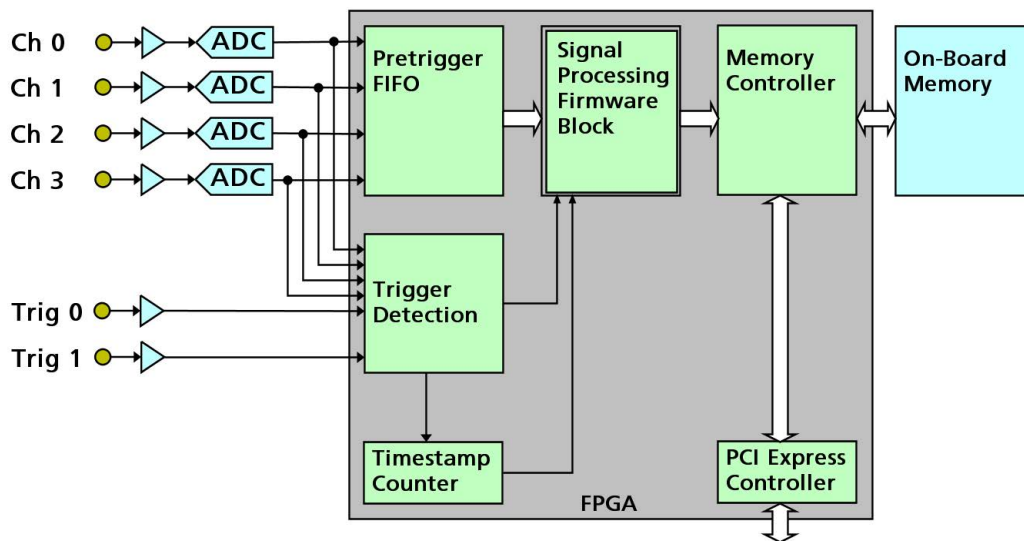 Ch 0
ADC
Ch 1
ADC
Ch 2
ADC
Ch 3
ADC
Trig 0
Trig 1
Pretrigger
FIFO
Signal
Processing
Firmware
Block
Memory
Controller
On-Board
Memory
Trigger
Detection
Timestamp
Counter
PCI Express
Controller
FPGA